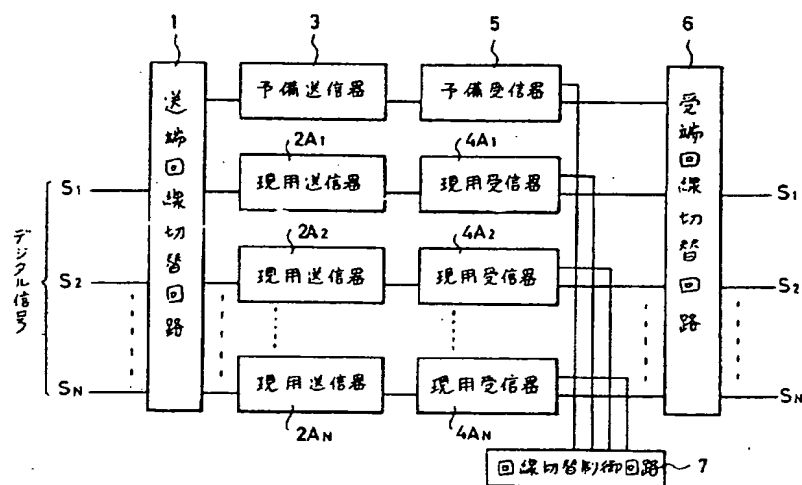 1
3
5
6
送端回線切替回路
予備送信器
予備受信器
受端回線切替回路
2A1
4A1
S1
現用送信器
現用受信器
S1
2A2
4A2
デジタル信号
S2
現用送信器
現用受信器
S2
SN
現用送信器
現用受信器
SN
2AN
4AN
回線切替制御回路
7